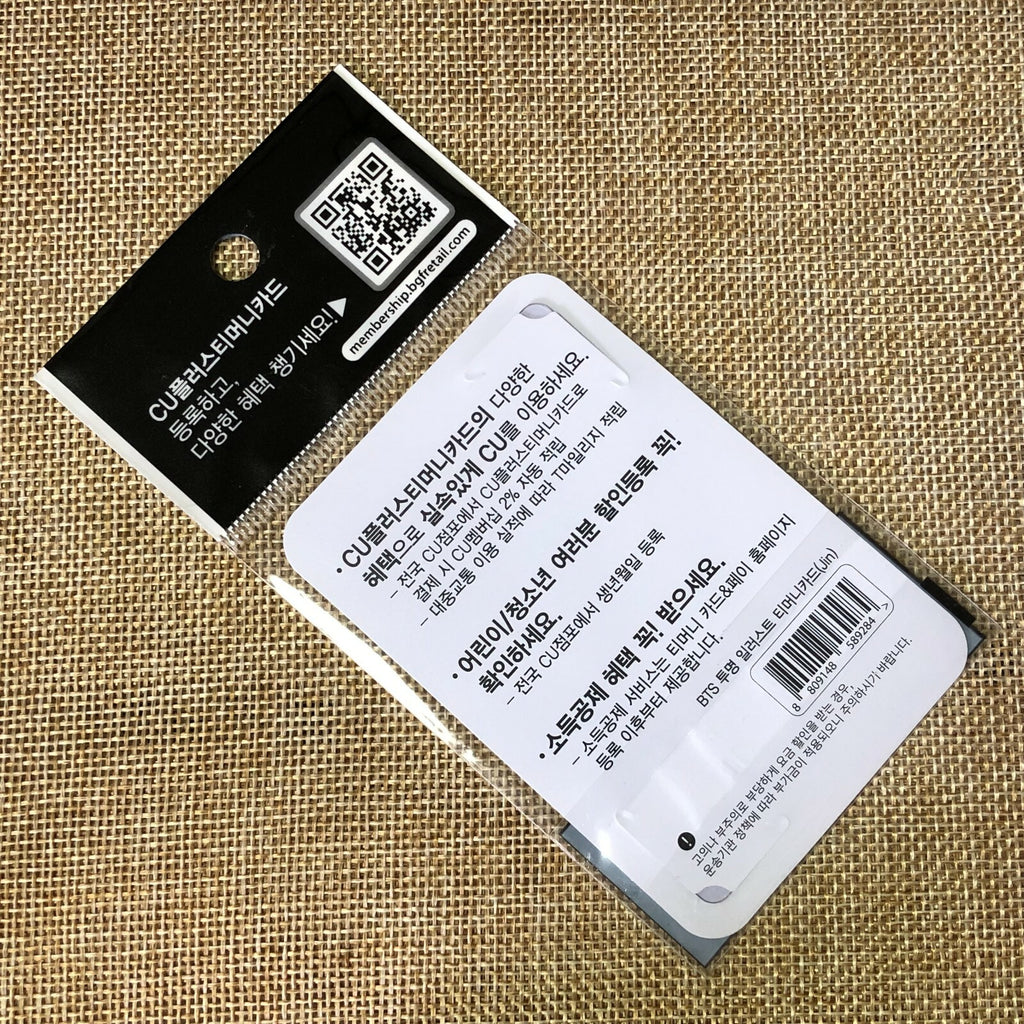 CU플러스티머니카드
등록하고,
다양한 혜택 챙기세요!▶
membership.bgfretail.com
• CU플러스티머니카드의 다양한
혜택으로 실속있게 CU를 이용하세요.
- 전국 CU점포에서 CU플러스티머니카드로
결제 시 CU멤버십 2% 자동 적립
- 대중교통 이용 실적에 따라 T마일리지 적립
• 어린이/청소년 여러분 할인등록 꼭!
확인하세요.
- 전국 CU점포에서 생년월일 등록
• 소득공제 혜택 꼭! 받으세요.
- 소득공제 서비스는 티머니 카드&페이 홈페이지
등록 이후부터 제공합니다.
BTS 투명 일러스트 티머니카드(Jin)
8 809148 589284 >
!
고의나 부주의로 부당하게 요금 할인을 받는 경우,
운송기관 정책에 따라 부가금이 적용되오니 주의하시기 바랍니다.